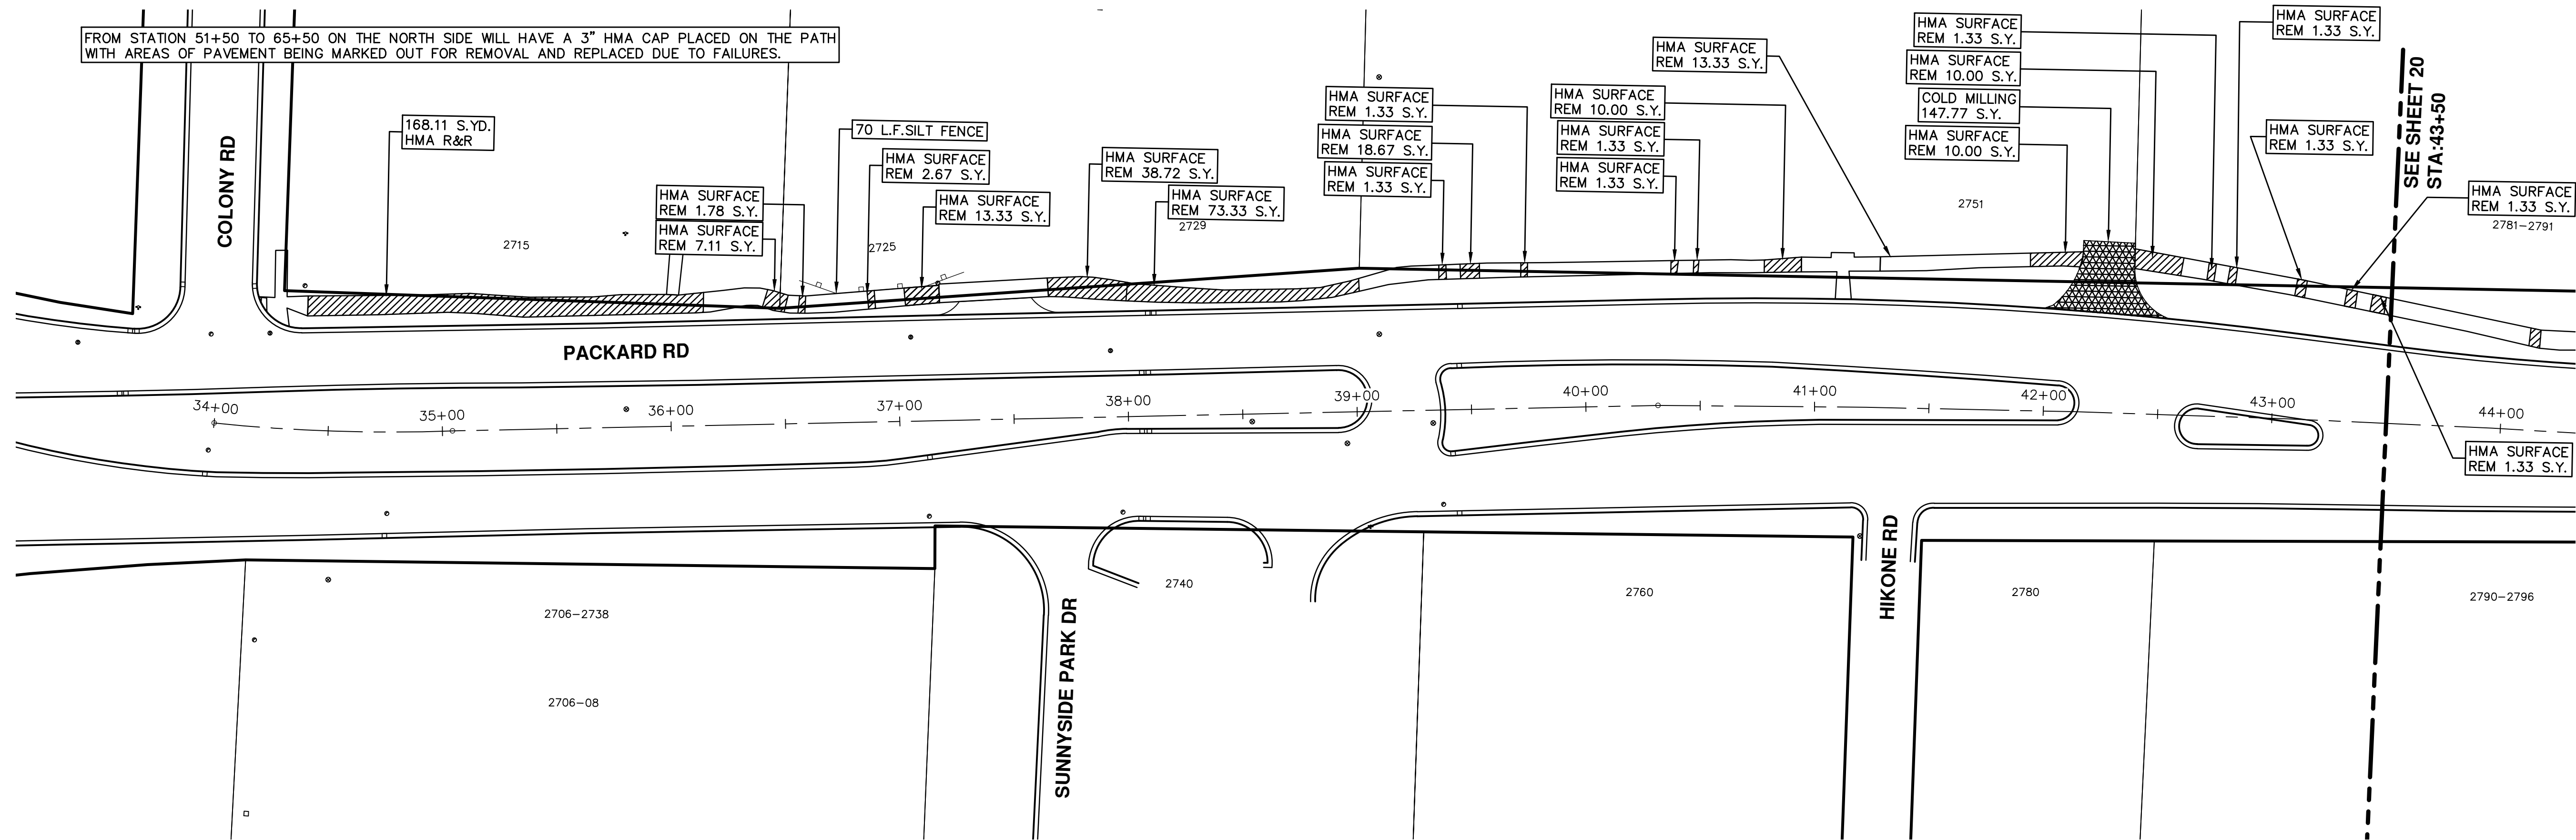 FROM STATION 51+50 TO 65+50 ON THE NORTH SIDE WILL HAVE A 3" HMA CAP PLACED ON THE PATH
WITH AREAS OF PAVEMENT BEING MARKED OUT FOR REMOVAL AND REPLACED DUE TO FAILURES.
COLONY RD
168.11 S.YD.
HMA R&R
2715
HMA SURFACE
REM 1.78 S.Y.
HMA SURFACE
REM 7.11 S.Y.
70 L.F.SILT FENCE
HMA SURFACE
REM 2.67 S.Y.
HMA SURFACE
REM 13.33 S.Y.
2725
HMA SURFACE
REM 38.72 S.Y.
HMA SURFACE
REM 73.33 S.Y.
2729
HMA SURFACE
REM 1.33 S.Y.
HMA SURFACE
REM 18.67 S.Y.
HMA SURFACE
REM 1.33 S.Y.
HMA SURFACE
REM 10.00 S.Y.
HMA SURFACE
REM 1.33 S.Y.
HMA SURFACE
REM 1.33 S.Y.
HMA SURFACE
REM 13.33 S.Y.
HMA SURFACE
REM 1.33 S.Y.
HMA SURFACE
REM 10.00 S.Y.
COLD MILLING
147.77 S.Y.
HMA SURFACE
REM 10.00 S.Y.
2751
HMA SURFACE
REM 1.33 S.Y.
HMA SURFACE
REM 1.33 S.Y.
SEE SHEET 20
STA:43+50
HMA SURFACE
REM 1.33 S.Y.
2781-2791
PACKARD RD
34+00
35+00
36+00
37+00
38+00
39+00
40+00
41+00
42+00
43+00
44+00
HMA SURFACE
REM 1.33 S.Y.
2706-2738
2706-08
SUNNYSIDE PARK DR
2740
2760
HIKONE RD
2780
2790-2796